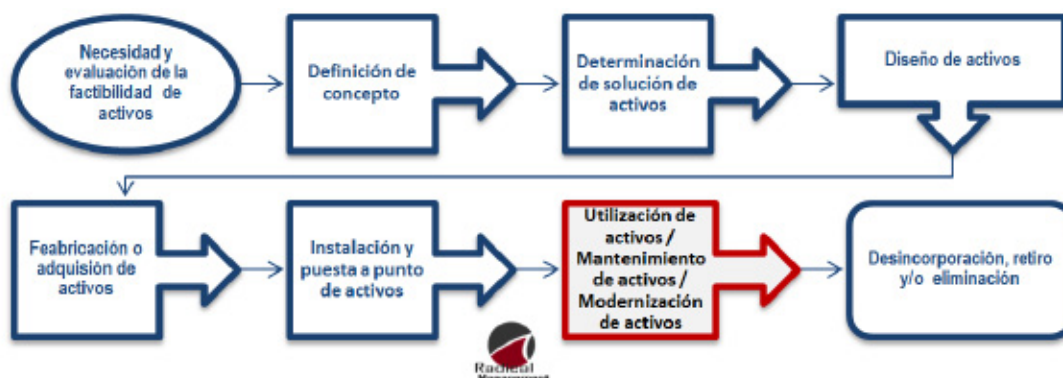 Necesidad y
evaluación de la
factibilidad de
activos
Definición de
concepto
Determinación
de solución de
activos
Diseño de activos
Feabricación o
adquisición de
activos
Instalación y
puesta a punto
de activos
Utilización de
activos /
Mantenimiento
de activos /
Modernización
de activos
Desincorporación, retiro
y/o eliminación
Radical
Management